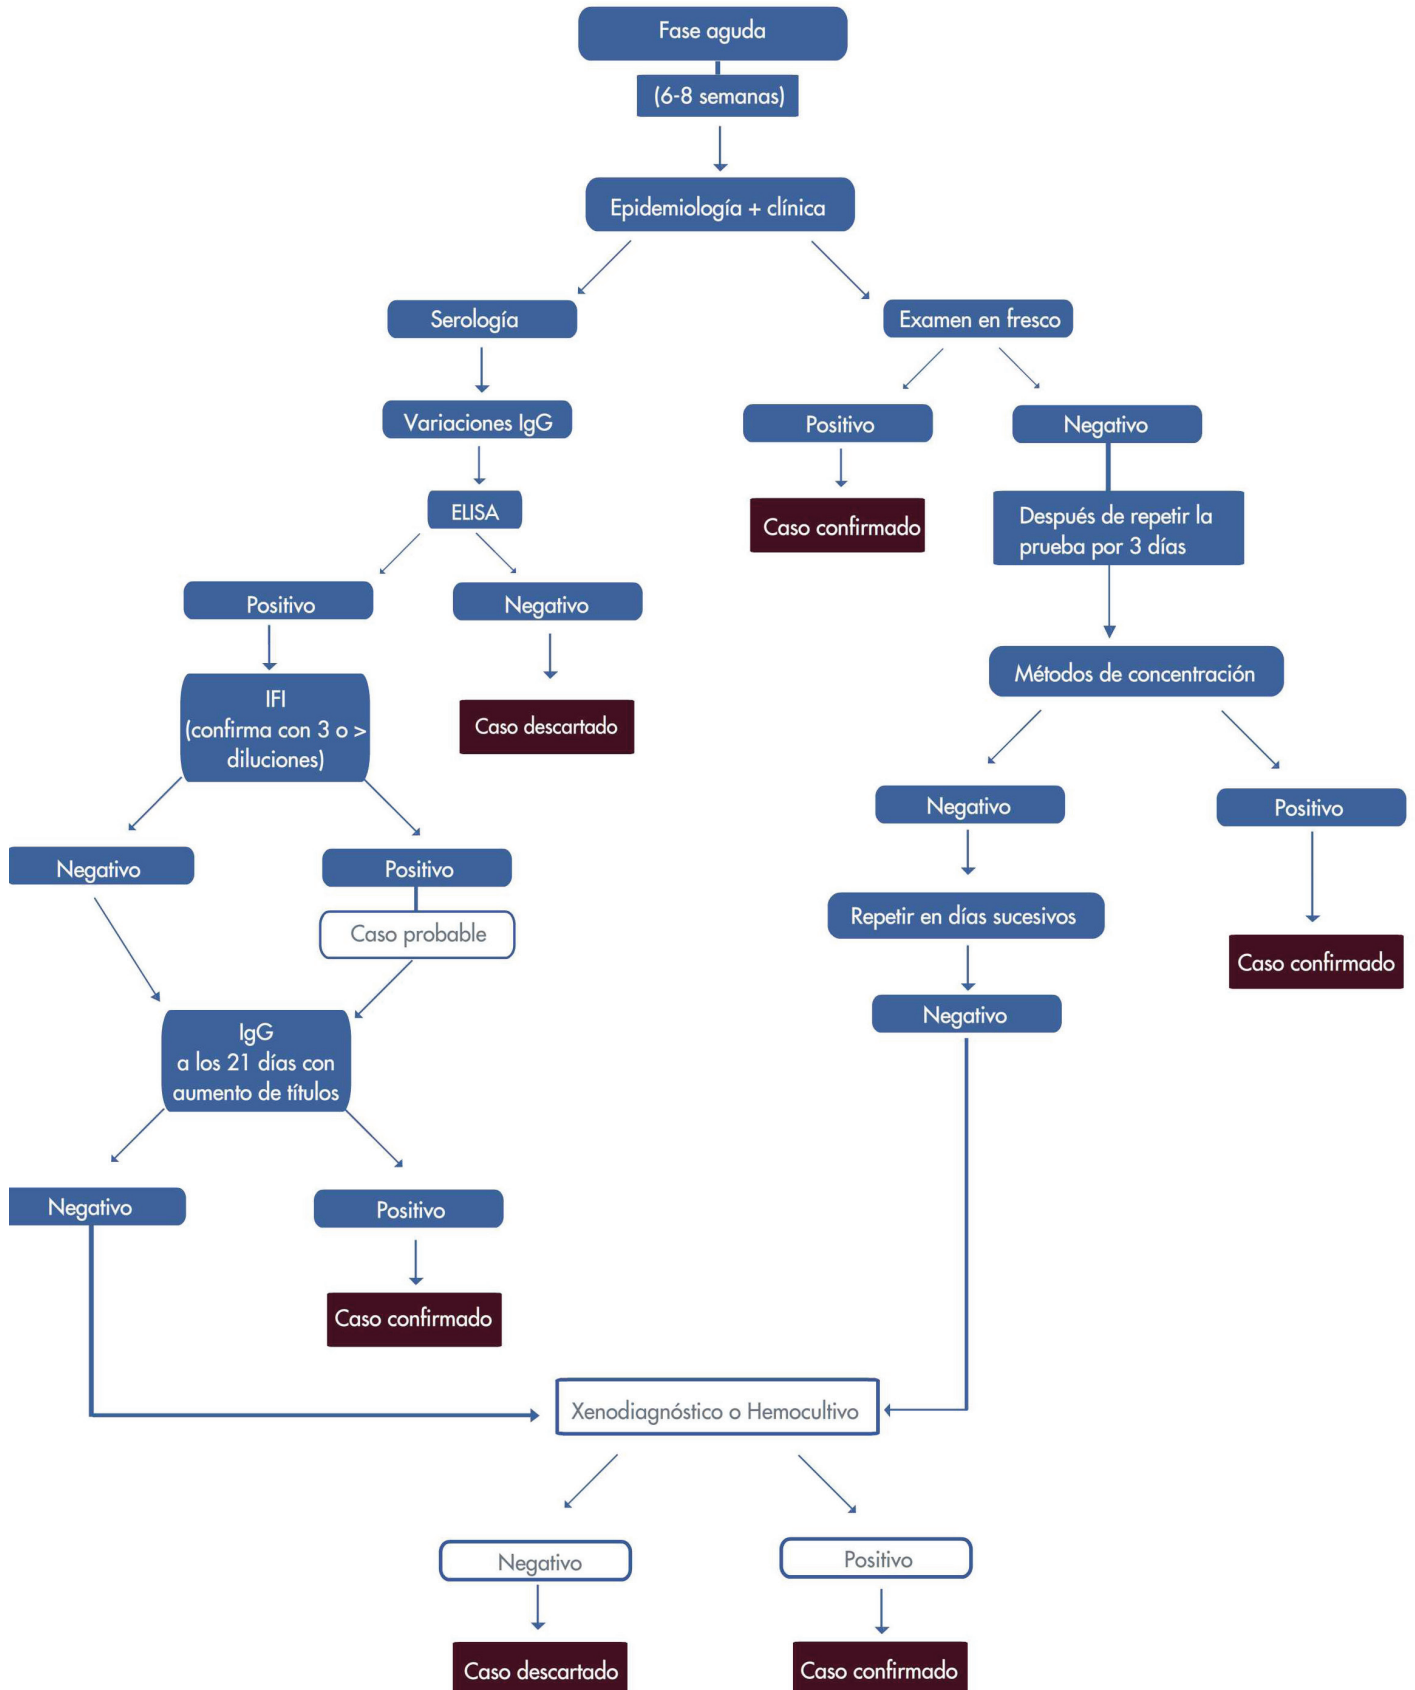 Fase aguda
(6-8 semanas)
Epidemiología + clínica
Serología
Examen en fresco
Variaciones IgG
Positivo
Negativo
ELISA
Caso confirmado
Después de repetir la
prueba por 3 días
Positivo
Negativo
Métodos de concentración
IFI
(confirma con 3 o >
diluciones)
Caso descartado
Negativo
Positivo
Negativo
Positivo
Caso probable
Repetir en días sucesivos
Caso confirmado
Negativo
IgG
a los 21 días con
aumento de títulos
Negativo
Positivo
Caso confirmado
Xenodiagnóstico o Hemocultivo
Negativo
Positivo
Caso descartado
Caso confirmado